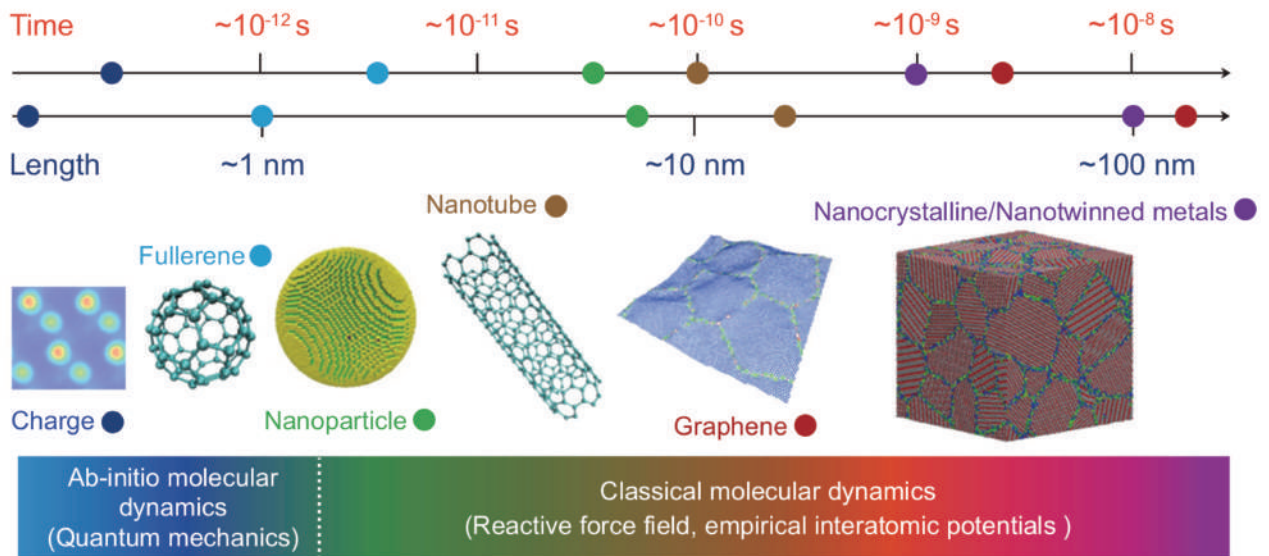 Time ~10⁻¹² s ~10⁻¹¹ s ~10⁻¹⁰ s ~10⁻⁹ s ~10⁻⁸ s
Length ~1 nm ~10 nm ~100 nm
Nanotube
Nanocrystalline/Nanotwinned metals
Fullerene
Charge
Nanoparticle
Graphene
Ab-initio molecular
dynamics
(Quantum mechanics)
Classical molecular dynamics
(Reactive force field, empirical interatomic potentials )